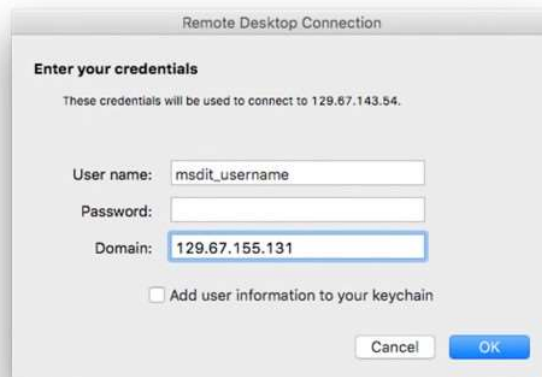 Remote Desktop Connection
Enter your credentials
These credentials will be used to connect to 129.67.143.54.
User name: msdit_username
Password:
Domain: 129.67.155.131
Add user information to your keychain
Cancel OK